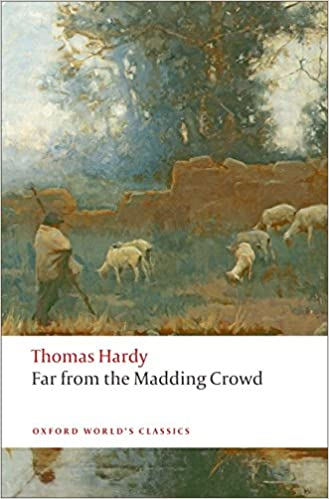 Thomas Hardy
Far from the Madding Crowd
OXFORD WORLD'S CLASSICS